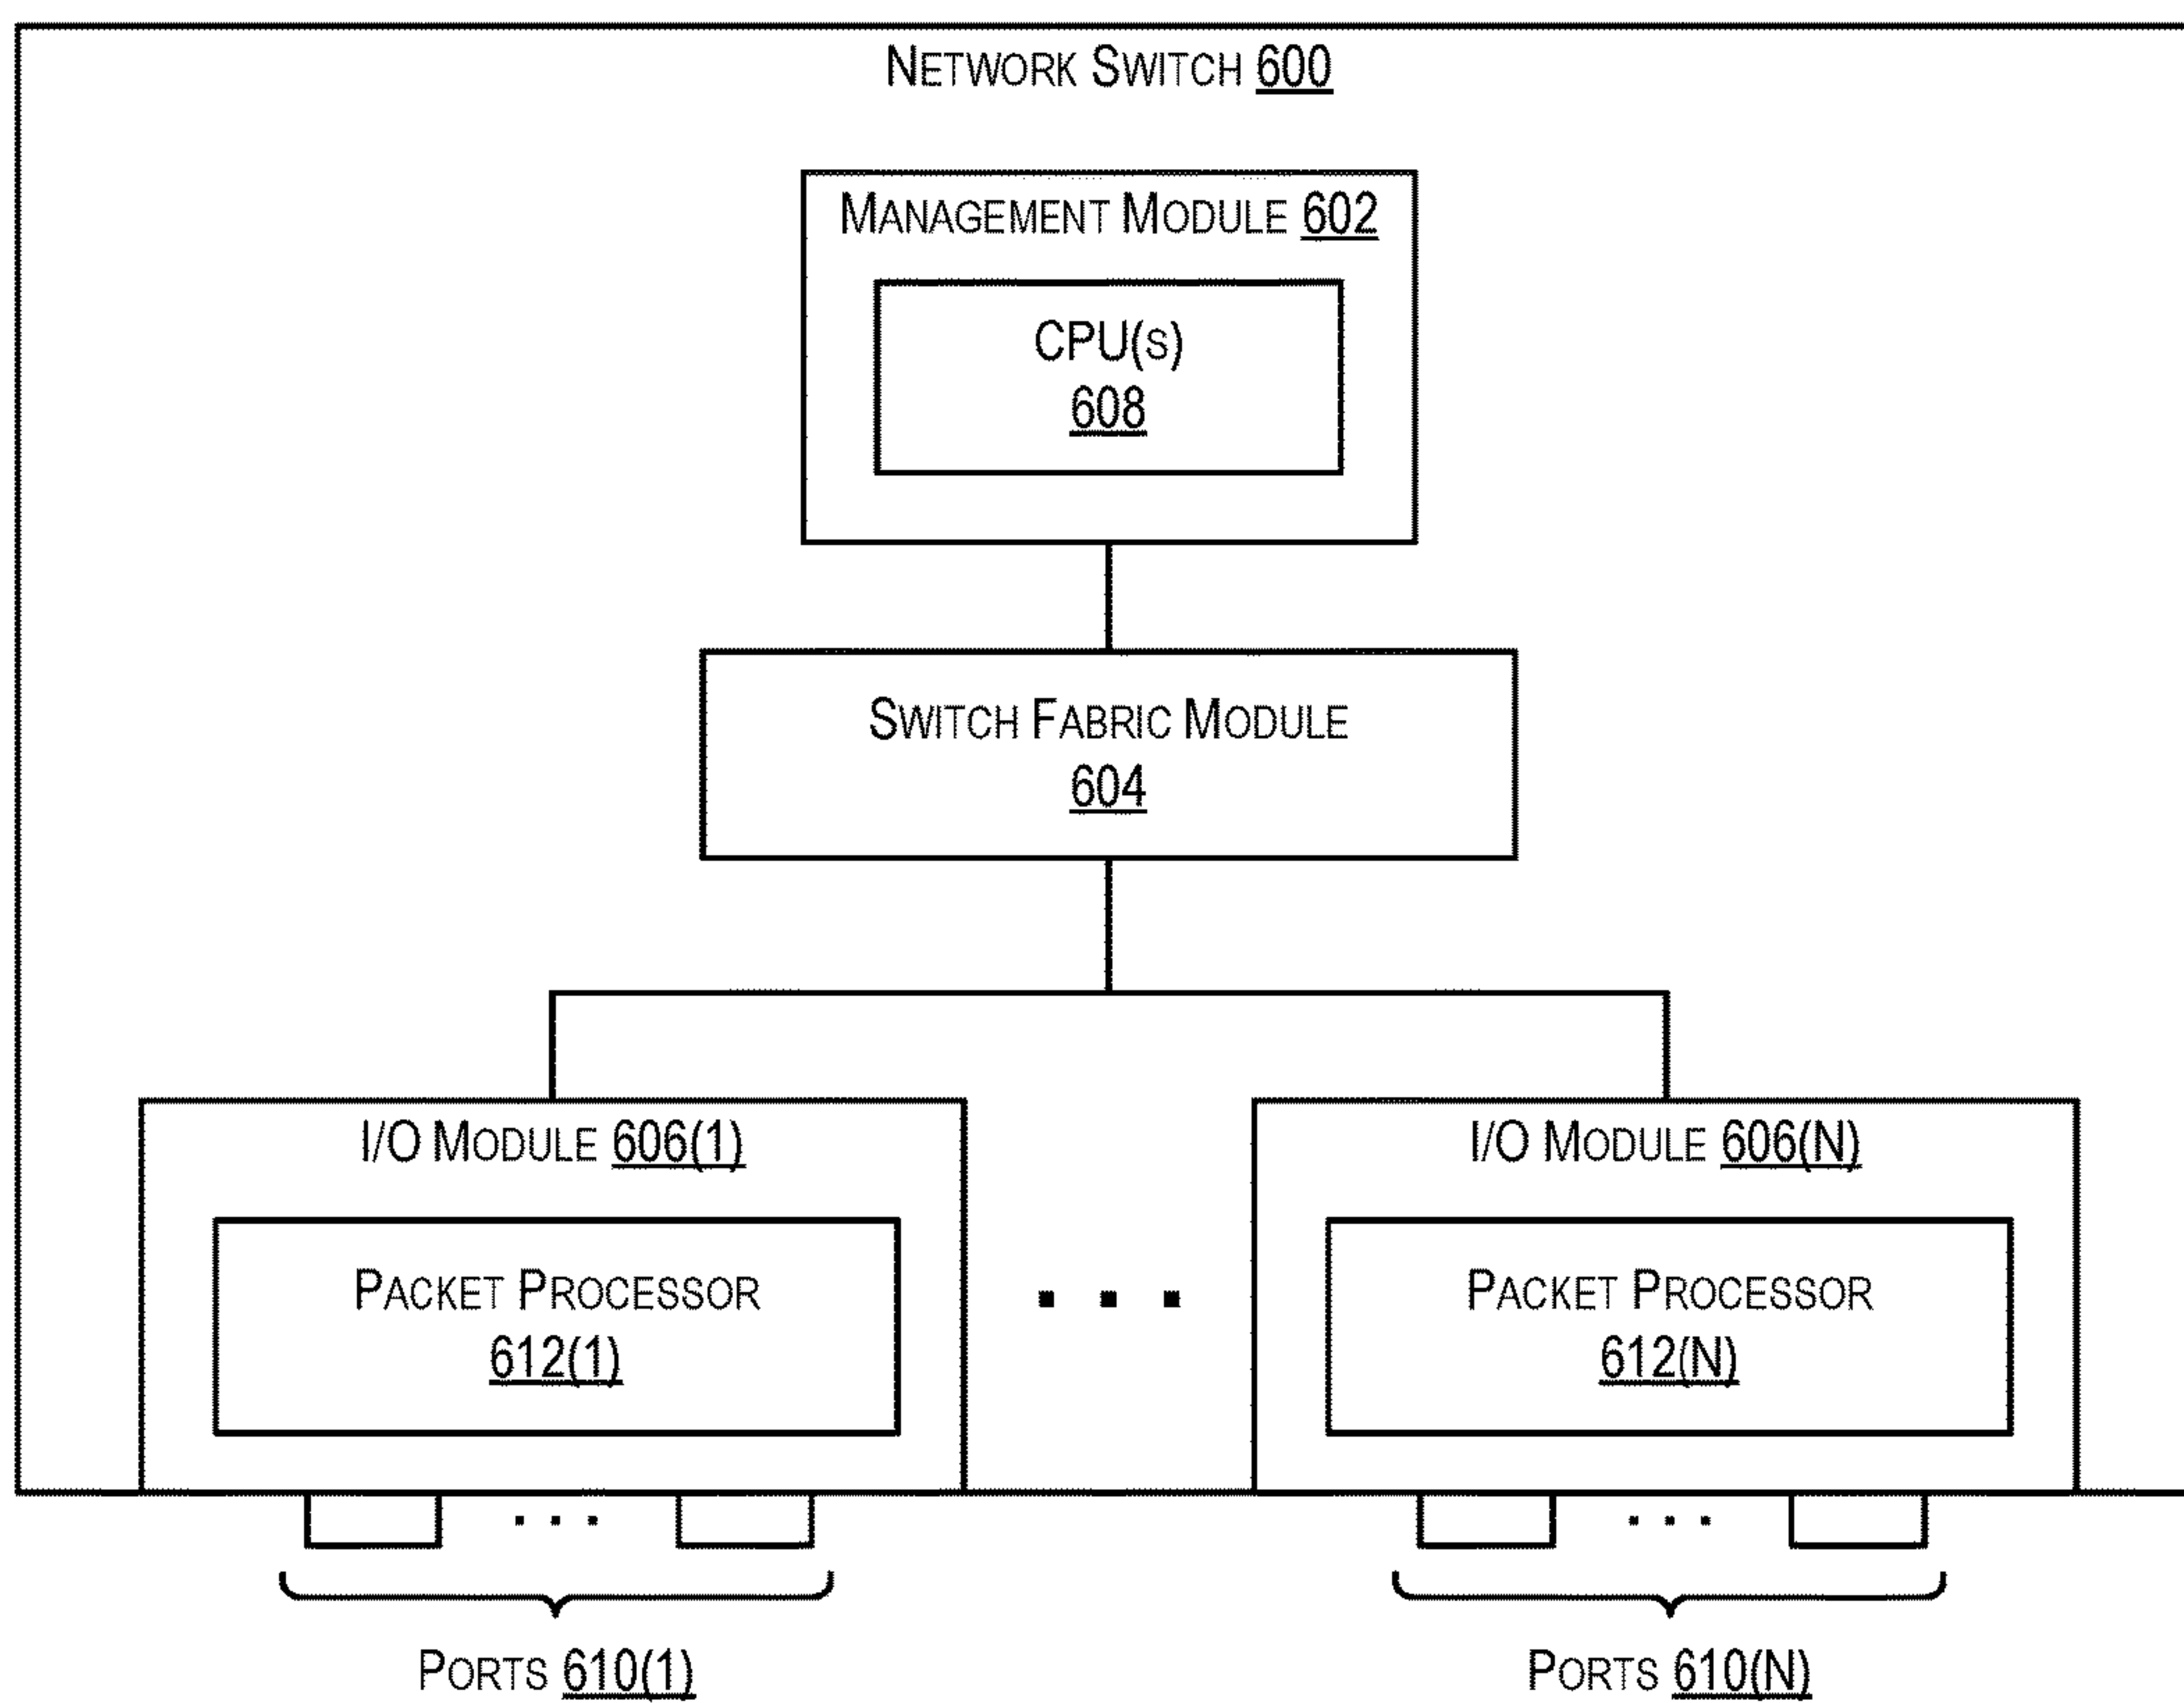 NETWORK SWITCH 600
MANAGEMENT MODULE 602
CPU(S)
608
SWITCH FABRIC MODULE
604
I/O MODULE 606(1)
I/O MODULE 606(N)
PACKET PROCESSOR
612(1)
. . .
PACKET PROCESSOR
612(N)
. . .
. . .
PORTS 610(1)
PORTS 610(N)